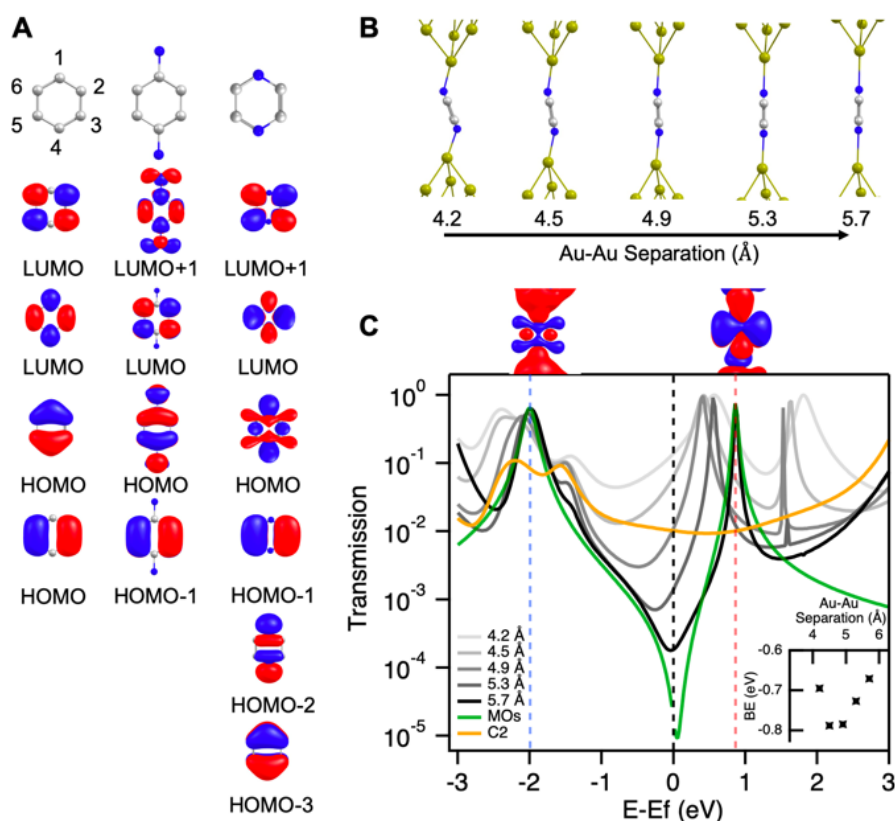 A
1
6 2
5 3
4
LUMO LUMO+1 LUMO+1
LUMO LUMO LUMO
HOMO HOMO HOMO
HOMO HOMO-1 HOMO-1
HOMO-2
HOMO-3
B
4.2 4.5 4.9 5.3 5.7
Au-Au Separation (Å)
C
Transmission
10⁰
10⁻¹
10⁻²
10⁻³
10⁻⁴
10⁻⁵
4.2 Å
4.5 Å
4.9 Å
5.3 Å
5.7 Å
MOs
C2
Au-Au
Separation (Å)
4 5 6
BE (eV)
-0.6
-0.7
-0.8
-3 -2 -1 0 1 2 3
E-Ef (eV)